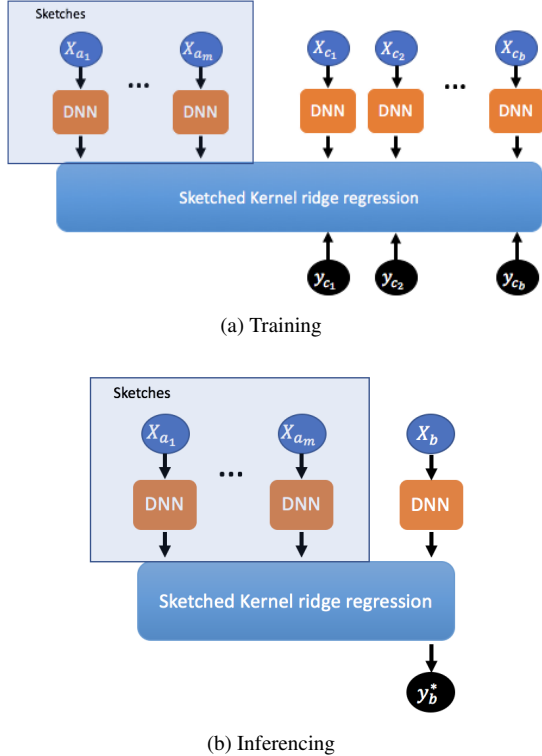 Sketches
X_{a_1} ... X_{a_m} X_{c_1} X_{c_2} ... X_{c_b}
DNN DNN DNN DNN DNN
Sketched Kernel ridge regression
y_{c_1} y_{c_2} y_{c_b}
(a) Training
Sketches
X_{a_1} ... X_{a_m} X_b
DNN DNN DNN
Sketched Kernel ridge regression
y_b^*
(b) Inferencing